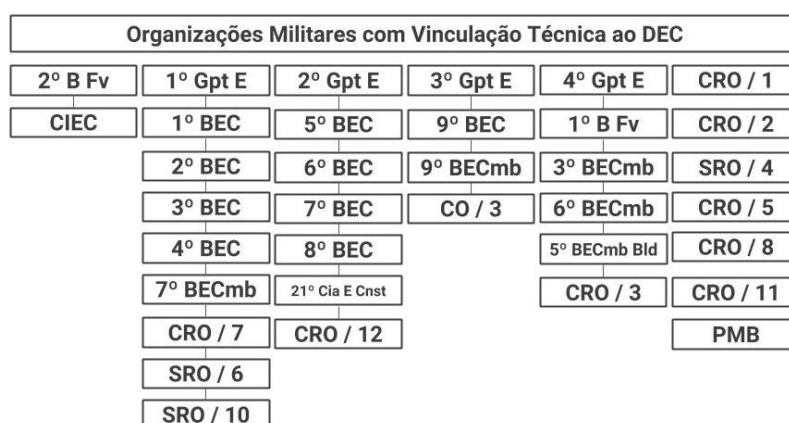 Organizações Militares com Vinculação Técnica ao DEC
2º B Fv
CIEC
1º Gpt E
1º BEC
2º BEC
3º BEC
4º BEC
7º BECmb
CRO / 7
SRO / 6
SRO / 10
2º Gpt E
5º BEC
6º BEC
7º BEC
8º BEC
21º Cia E Cnst
CRO / 12
3º Gpt E
9º BEC
9º BECmb
CO / 3
4º Gpt E
1º B Fv
3º BECmb
6º BECmb
5º BECmb Bld
CRO / 3
CRO / 1
CRO / 2
SRO / 4
CRO / 5
CRO / 8
CRO / 11
PMB